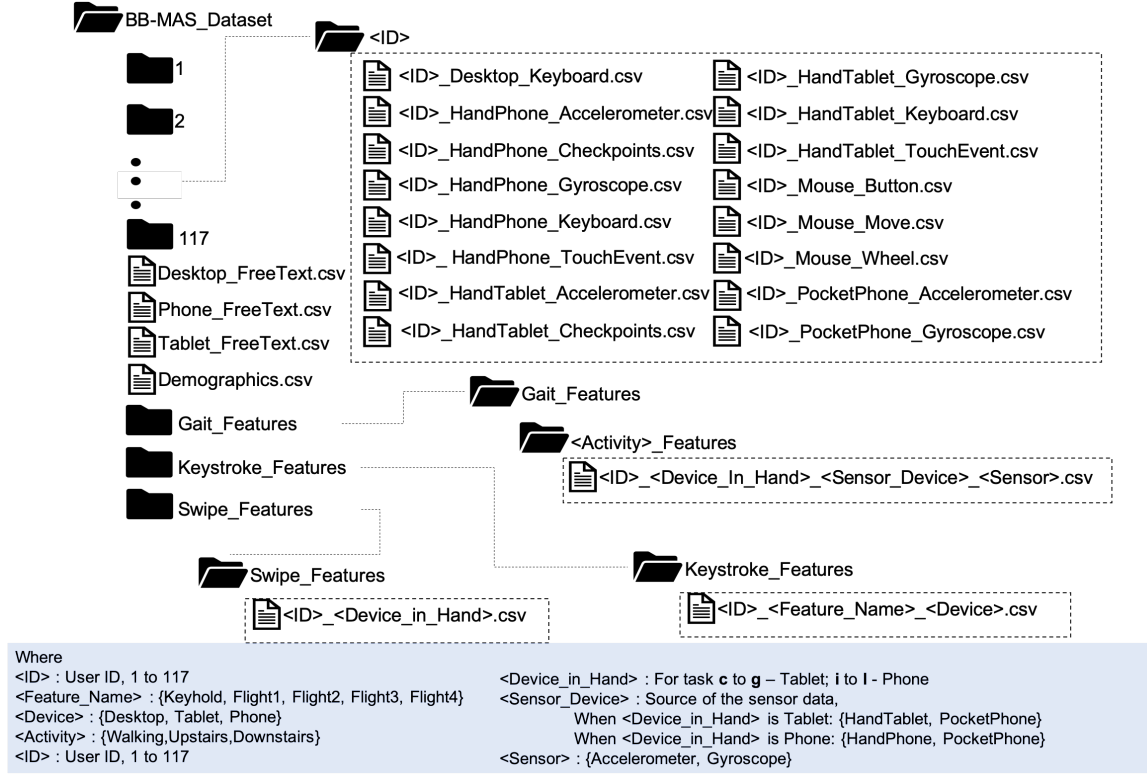 BB-MAS_Dataset
<ID>
1
2
117
Desktop_FreeText.csv
Phone_FreeText.csv
Tablet_FreeText.csv
Demographics.csv
Gait_Features
Keystroke_Features
Swipe_Features
<ID>_Desktop_Keyboard.csv
<ID>_HandPhone_Accelerometer.csv
<ID>_HandPhone_Checkpoints.csv
<ID>_HandPhone_Gyroscope.csv
<ID>_HandPhone_Keyboard.csv
<ID>_ HandPhone_TouchEvent.csv
<ID>_HandTablet_Accelerometer.csv
<ID>_HandTablet_Checkpoints.csv
<ID>_HandTablet_Gyroscope.csv
<ID>_HandTablet_Keyboard.csv
<ID>_HandTablet_TouchEvent.csv
<ID>_Mouse_Button.csv
<ID>_Mouse_Move.csv
<ID>_Mouse_Wheel.csv
<ID>_PocketPhone_Accelerometer.csv
<ID>_PocketPhone_Gyroscope.csv
Gait_Features
<Activity>_Features
<ID>_<Device_In_Hand>_<Sensor_Device>_<Sensor>.csv
Swipe_Features
<ID>_<Device_in_Hand>.csv
Keystroke_Features
<ID>_<Feature_Name>_<Device>.csv
Where
<ID> : User ID, 1 to 117
<Feature_Name> : {Keyhold, Flight1, Flight2, Flight3, Flight4}
<Device> : {Desktop, Tablet, Phone}
<Activity> : {Walking,Upstairs,Downstairs}
<ID> : User ID, 1 to 117
<Device_in_Hand> : For task c to g – Tablet; i to l - Phone
<Sensor_Device> : Source of the sensor data,
When <Device_in_Hand> is Tablet: {HandTablet, PocketPhone}
When <Device_in_Hand> is Phone: {HandPhone, PocketPhone}
<Sensor> : {Accelerometer, Gyroscope}